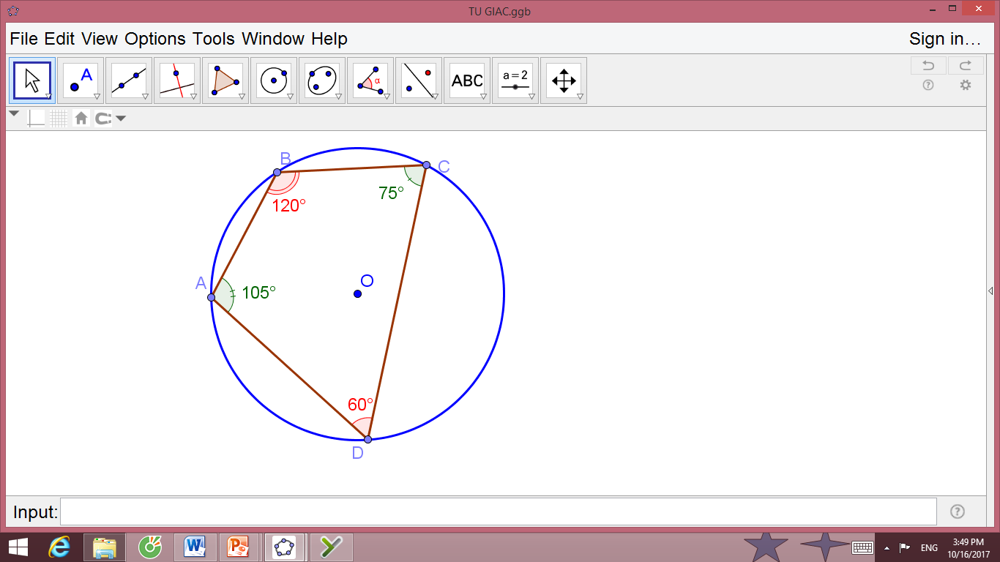 TU GIAC.ggb
File Edit View Options Tools Window Help
Sign in…
A
α
ABC
a = 2
B
C
120°
75°
A
105°
O
60°
D
Input:
ENG
3:49 PM
10/16/2017